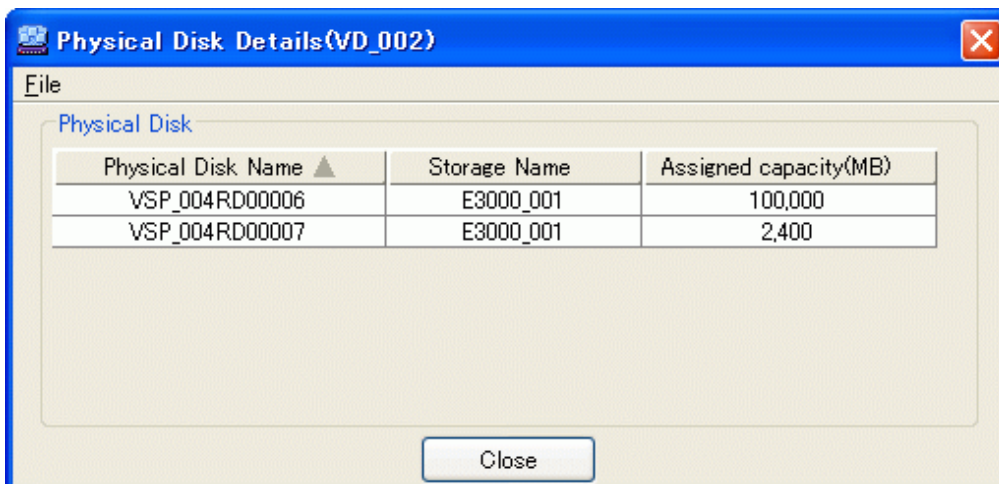 Physical Disk Details(VD_002)
File
Physical Disk
Physical Disk Name Storage Name Assigned capacity(MB)
VSP_004RD00006 E3000_001 100,000
VSP_004RD00007 E3000_001 2,400
Close